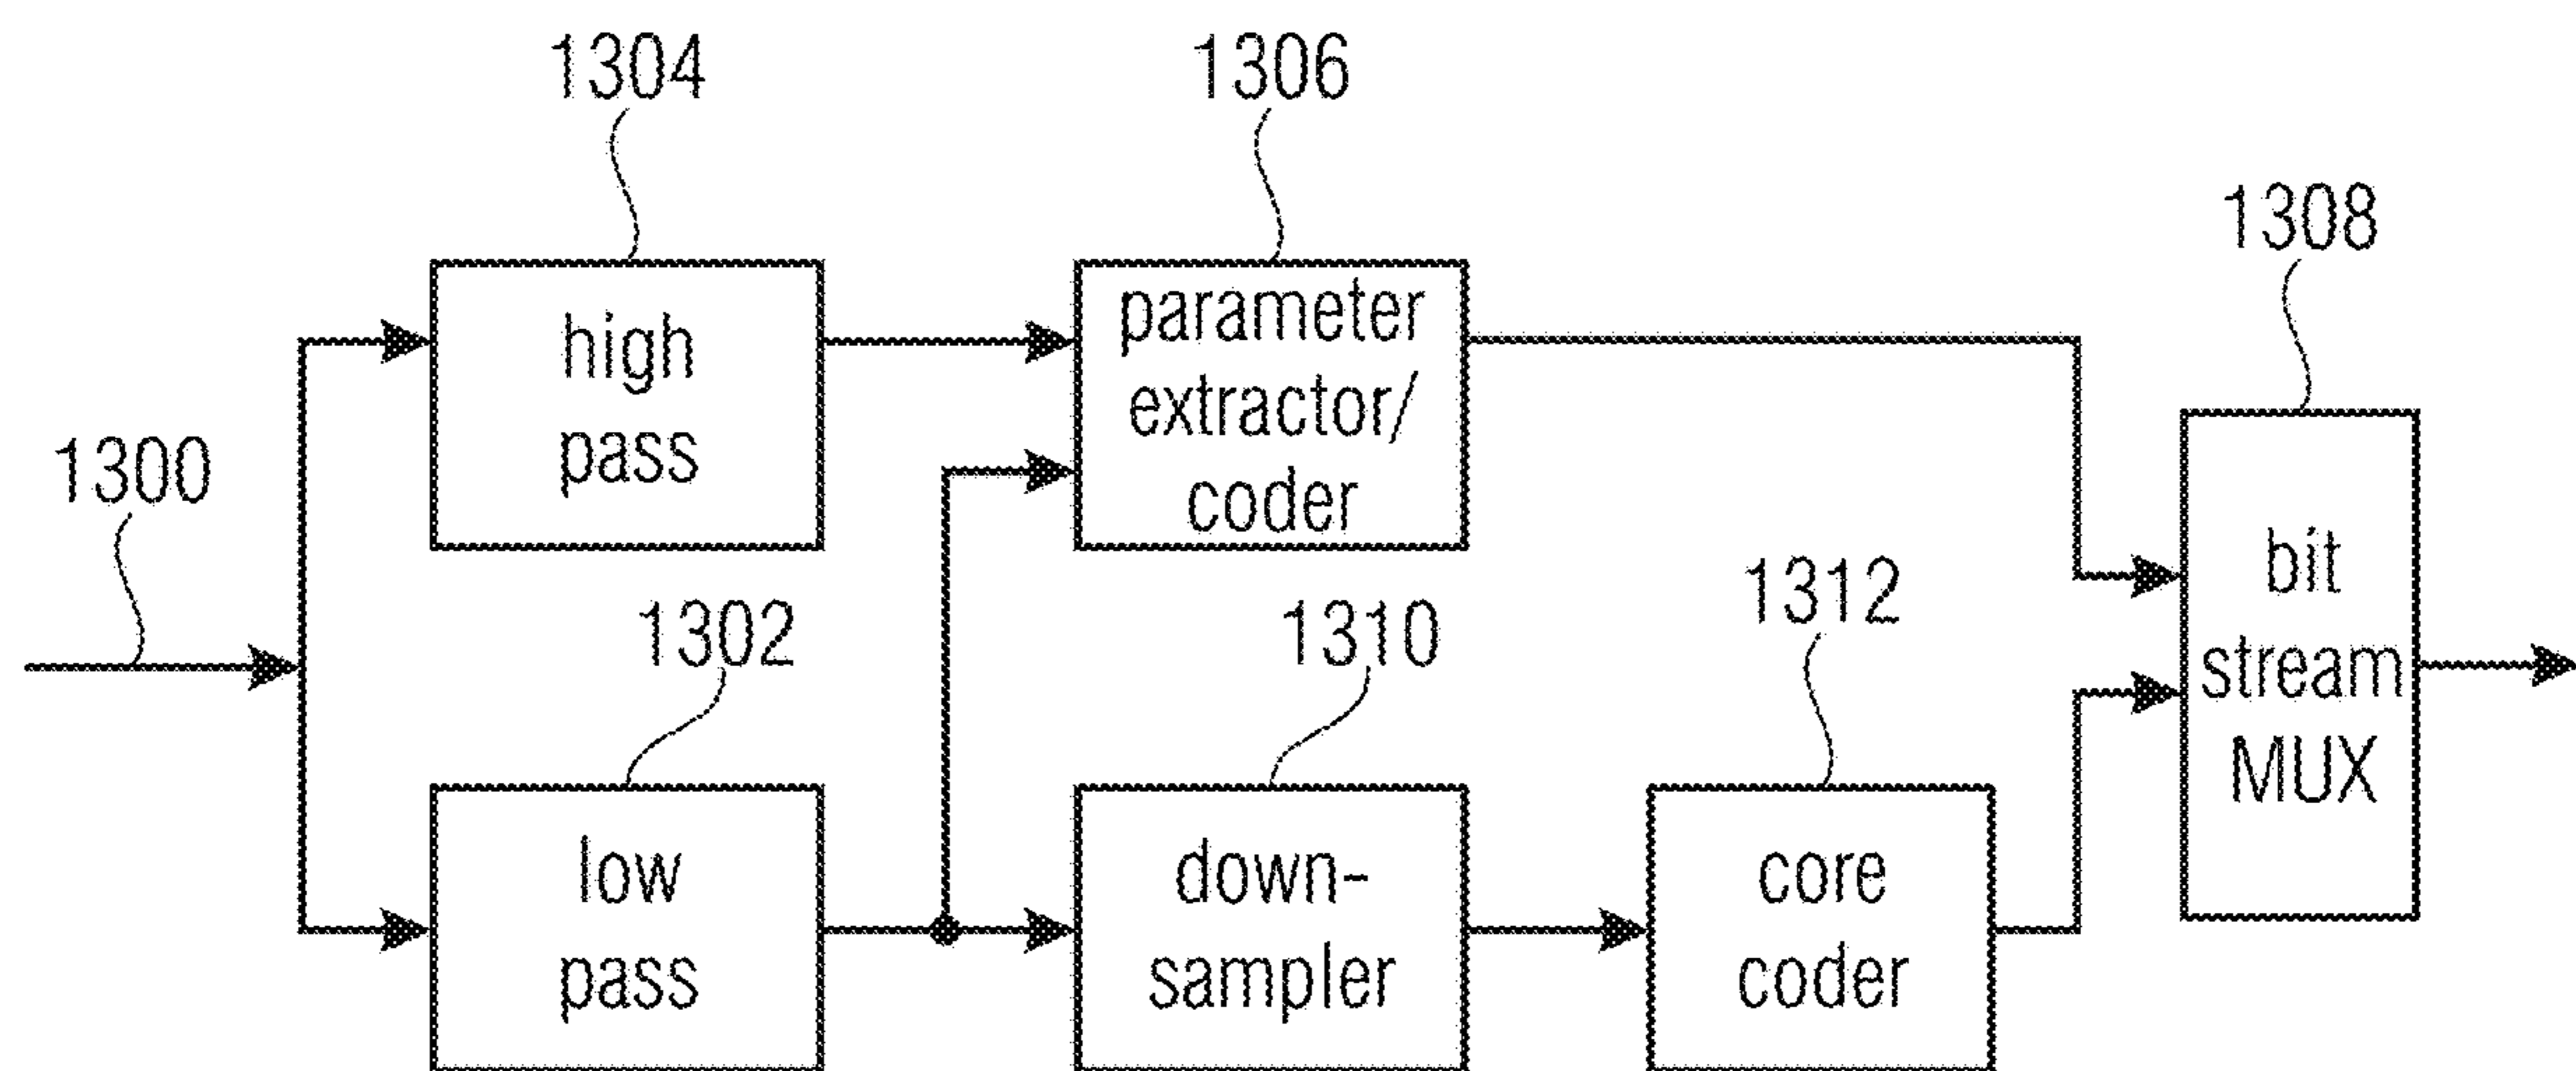 1304
1306
1308
high
pass
parameter
extractor/
coder
1300
1302
1310
1312
bit
stream
MUX
low
pass
down-
sampler
core
coder